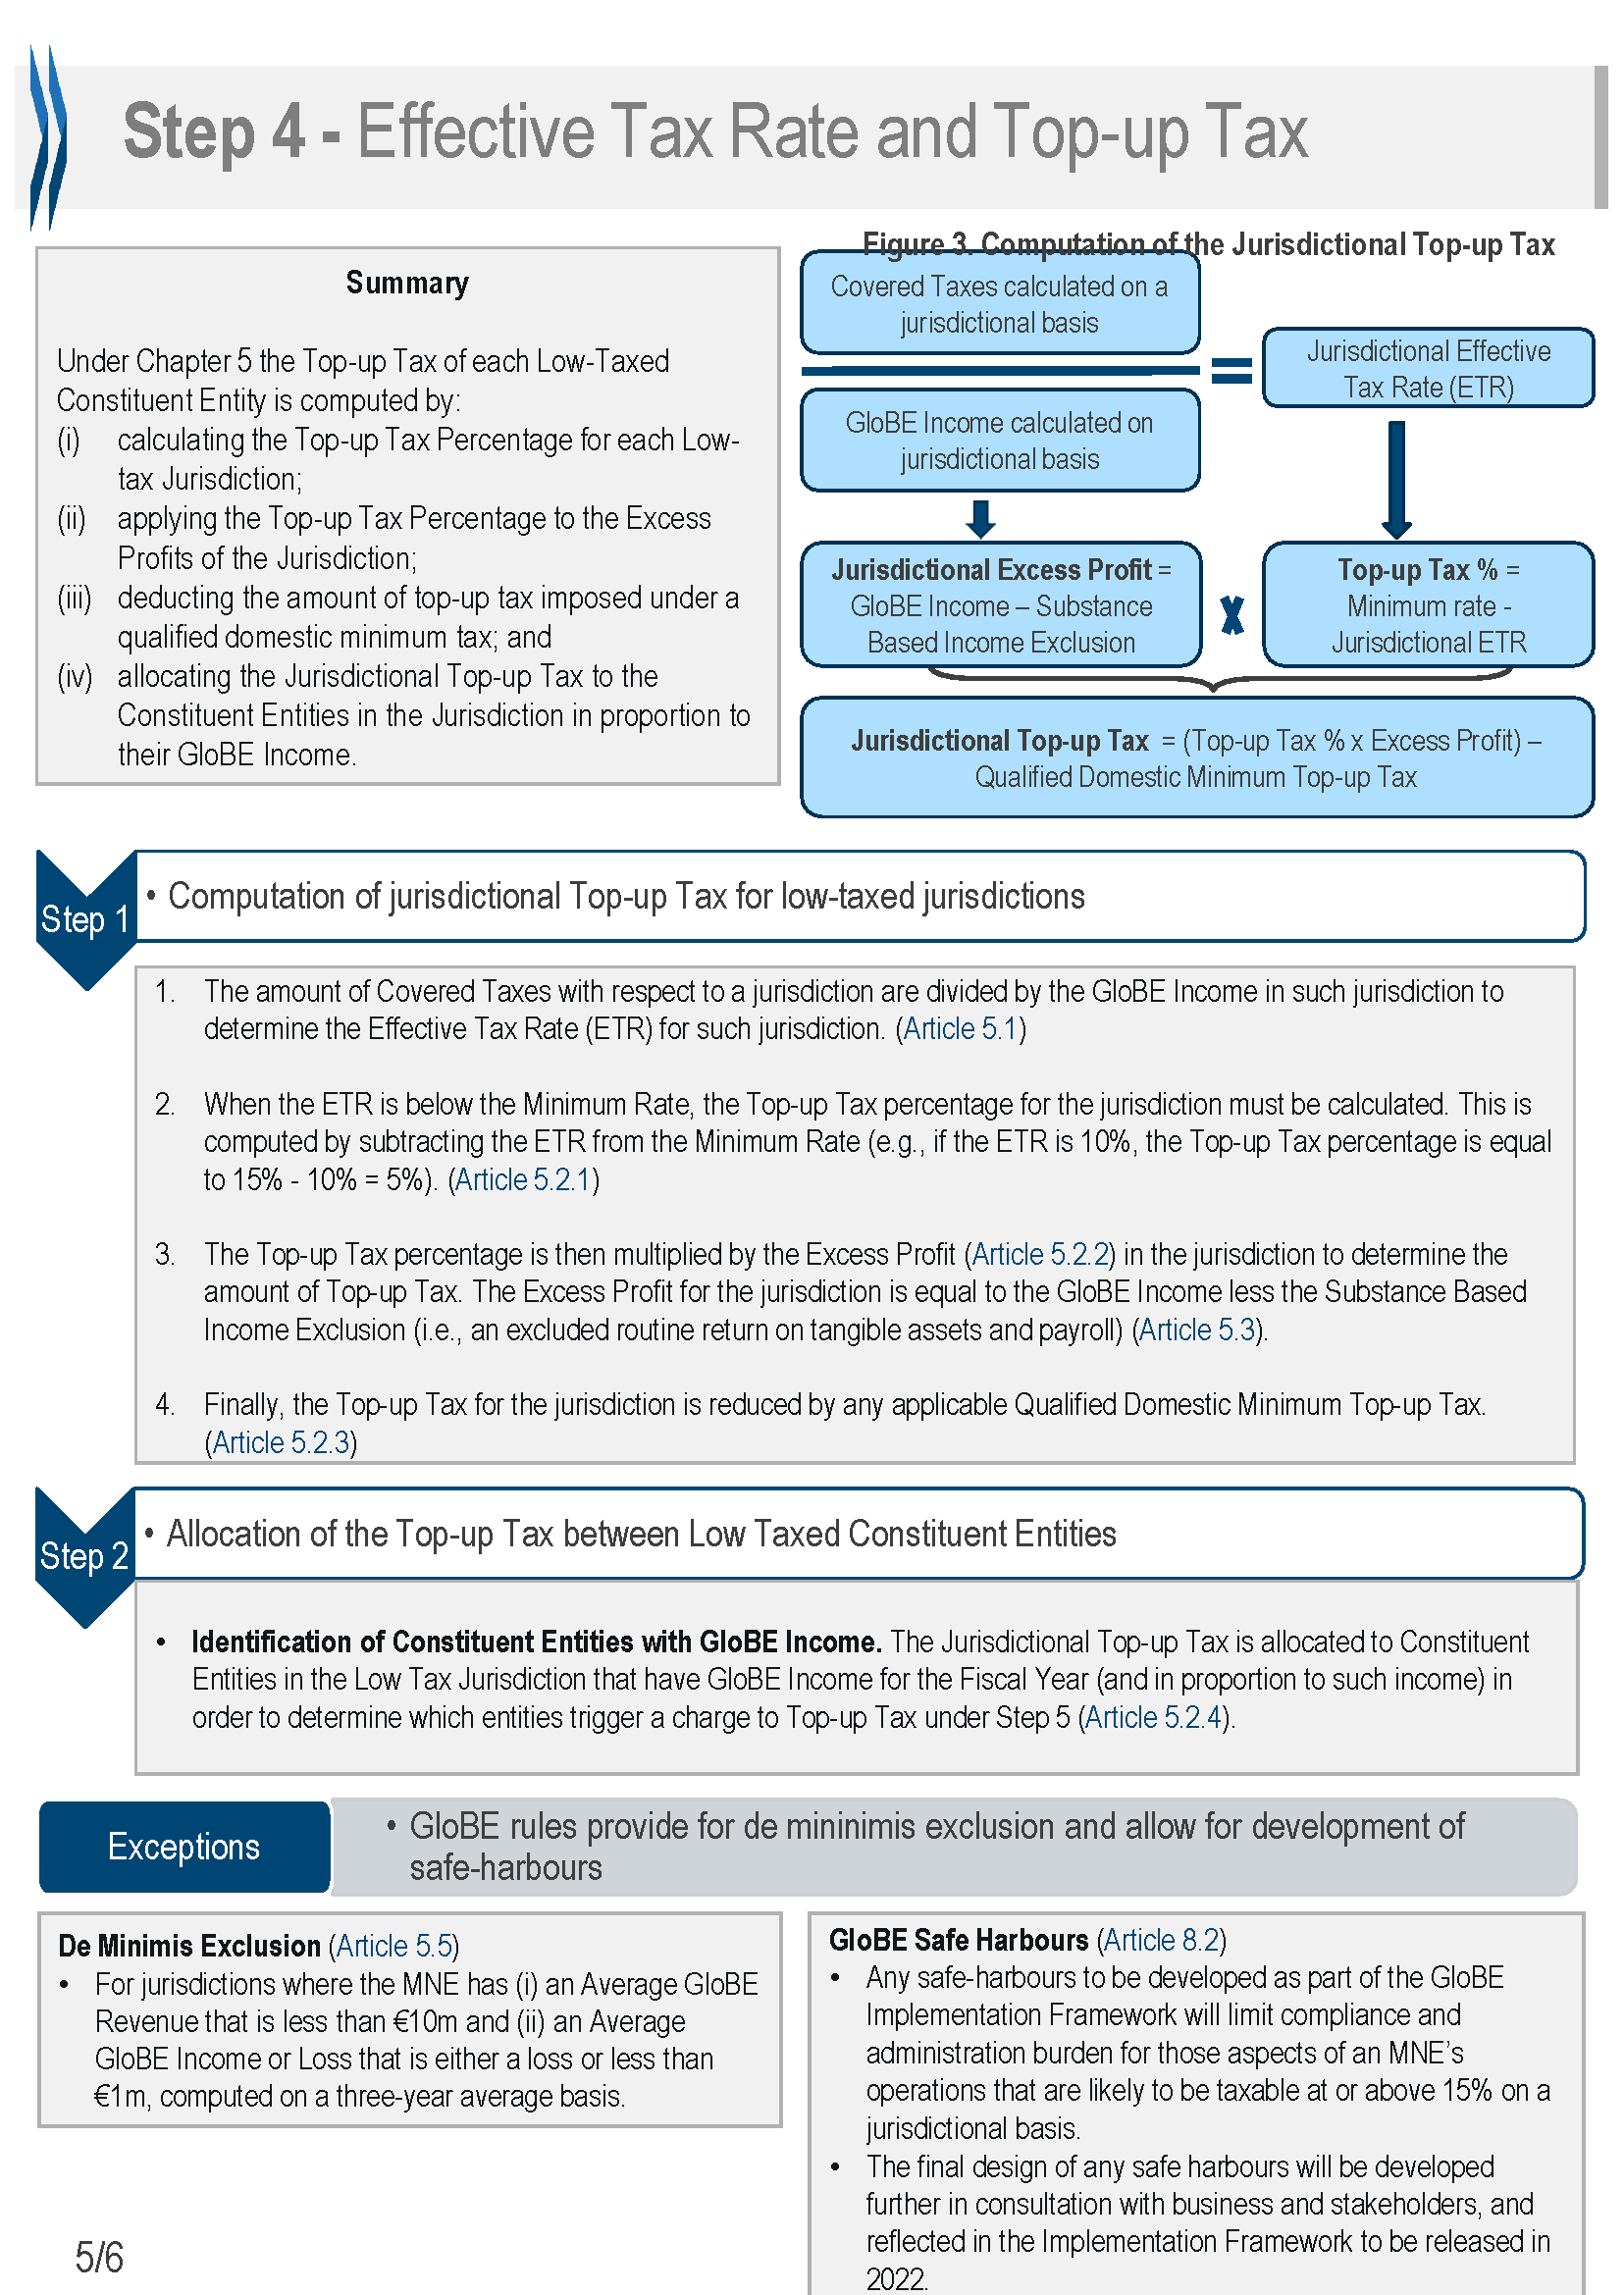 Step 4 - Effective Tax Rate and Top-up Tax
Summary
Under Chapter 5 the Top-up Tax of each Low-Taxed
Constituent Entity is computed by:
(i) calculating the Top-up Tax Percentage for each Low-
tax Jurisdiction;
(ii) applying the Top-up Tax Percentage to the Excess
Profits of the Jurisdiction;
(iii) deducting the amount of top-up tax imposed under a
qualified domestic minimum tax; and
(iv) allocating the Jurisdictional Top-up Tax to the
Constituent Entities in the Jurisdiction in proportion to
their GloBE Income.
Figure 3. Computation of the Jurisdictional Top-up Tax
Covered Taxes calculated on a
jurisdictional basis
=
Jurisdictional Effective
Tax Rate (ETR)
GloBE Income calculated on
jurisdictional basis
Jurisdictional Excess Profit =
GloBE Income – Substance
Based Income Exclusion
x
Top-up Tax % =
Minimum rate -
Jurisdictional ETR
Jurisdictional Top-up Tax = (Top-up Tax % x Excess Profit) –
Qualified Domestic Minimum Top-up Tax
Step 1
• Computation of jurisdictional Top-up Tax for low-taxed jurisdictions
1. The amount of Covered Taxes with respect to a jurisdiction are divided by the GloBE Income in such jurisdiction to
determine the Effective Tax Rate (ETR) for such jurisdiction. (Article 5.1)
2. When the ETR is below the Minimum Rate, the Top-up Tax percentage for the jurisdiction must be calculated. This is
computed by subtracting the ETR from the Minimum Rate (e.g., if the ETR is 10%, the Top-up Tax percentage is equal
to 15% - 10% = 5%). (Article 5.2.1)
3. The Top-up Tax percentage is then multiplied by the Excess Profit (Article 5.2.2) in the jurisdiction to determine the
amount of Top-up Tax. The Excess Profit for the jurisdiction is equal to the GloBE Income less the Substance Based
Income Exclusion (i.e., an excluded routine return on tangible assets and payroll) (Article 5.3).
4. Finally, the Top-up Tax for the jurisdiction is reduced by any applicable Qualified Domestic Minimum Top-up Tax.
(Article 5.2.3)
Step 2
• Allocation of the Top-up Tax between Low Taxed Constituent Entities
• Identification of Constituent Entities with GloBE Income. The Jurisdictional Top-up Tax is allocated to Constituent
Entities in the Low Tax Jurisdiction that have GloBE Income for the Fiscal Year (and in proportion to such income) in
order to determine which entities trigger a charge to Top-up Tax under Step 5 (Article 5.2.4).
Exceptions
• GloBE rules provide for de mininimis exclusion and allow for development of
safe-harbours
De Minimis Exclusion (Article 5.5)
• For jurisdictions where the MNE has (i) an Average GloBE
Revenue that is less than €10m and (ii) an Average
GloBE Income or Loss that is either a loss or less than
€1m, computed on a three-year average basis.
GloBE Safe Harbours (Article 8.2)
• Any safe-harbours to be developed as part of the GloBE
Implementation Framework will limit compliance and
administration burden for those aspects of an MNE's
operations that are likely to be taxable at or above 15% on a
jurisdictional basis.
• The final design of any safe harbours will be developed
further in consultation with business and stakeholders, and
reflected in the Implementation Framework to be released in
2022.
5/6